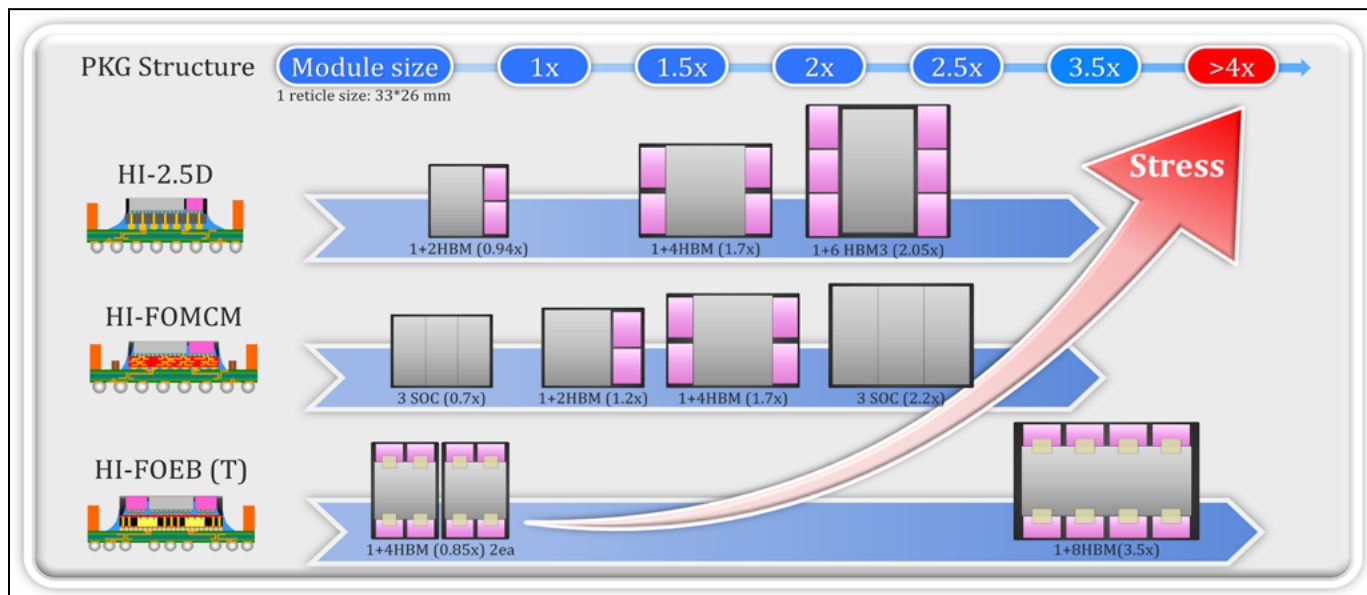 PKG Structure
Module size
1x
1.5x
2x
2.5x
3.5x
>4x
1 reticle size: 33*26 mm
Stress
HI-2.5D
1+2HBM (0.94x)
1+4HBM (1.7x)
1+6 HBM3 (2.05x)
HI-FOMCM
3 SOC (0.7x)
1+2HBM (1.2x)
1+4HBM (1.7x)
3 SOC (2.2x)
HI-FOEB (T)
1+4HBM (0.85x) 2ea
1+8HBM(3.5x)